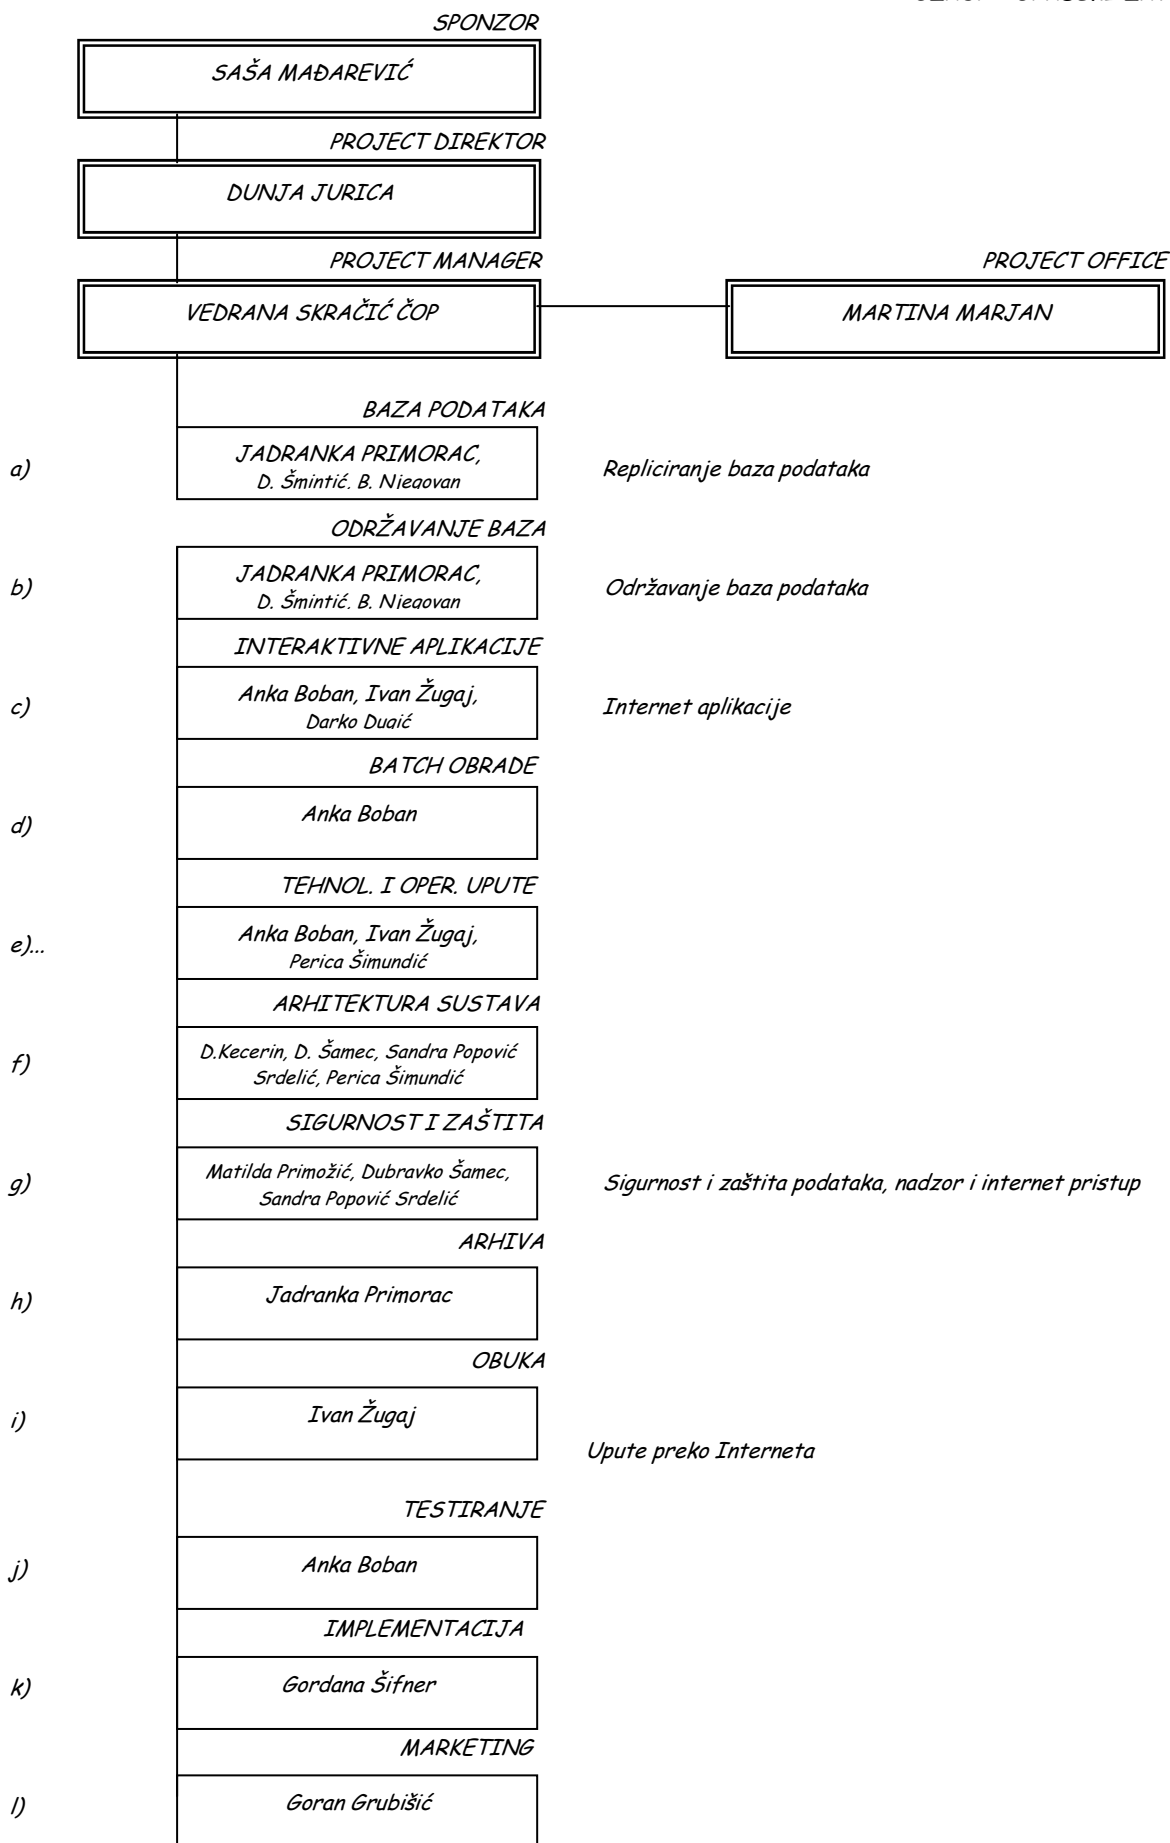 SPONZOR
SAŠA MAĐAREVIĆ
PROJECT DIREKTOR
DUNJA JURICA
PROJECT MANAGER
PROJECT OFFICE
VEDRANA SKRAČIĆ ČOP
MARTINA MARJAN
BAZA PODATAKA
a)
JADRANKA PRIMORAC,
D. Šmintić, B. Njegovan
Repliciranje baza podataka
ODRŽAVANJE BAZA
b)
JADRANKA PRIMORAC,
D. Šmintić, B. Njegovan
Održavanje baza podataka
INTERAKTIVNE APLIKACIJE
c)
Anka Boban, Ivan Žugaj,
Darko Dugić
Internet aplikacije
BATCH OBRADE
d)
Anka Boban
TEHNOL. I OPER. UPUTE
e)...
Anka Boban, Ivan Žugaj,
Perica Šimundić
ARHITEKTURA SUSTAVA
f)
D.Kecerin, D. Šamec, Sandra Popović
Srdelić, Perica Šimundić
SIGURNOST I ZAŠTITA
g)
Matilda Primožić, Dubravko Šamec,
Sandra Popović Srdelić
Sigurnost i zaštita podataka, nadzor i internet pristup
ARHIVA
h)
Jadranka Primorac
OBUKA
i)
Ivan Žugaj
Upute preko Interneta
TESTIRANJE
j)
Anka Boban
IMPLEMENTACIJA
k)
Gordana Šifner
MARKETING
l)
Goran Grubišić